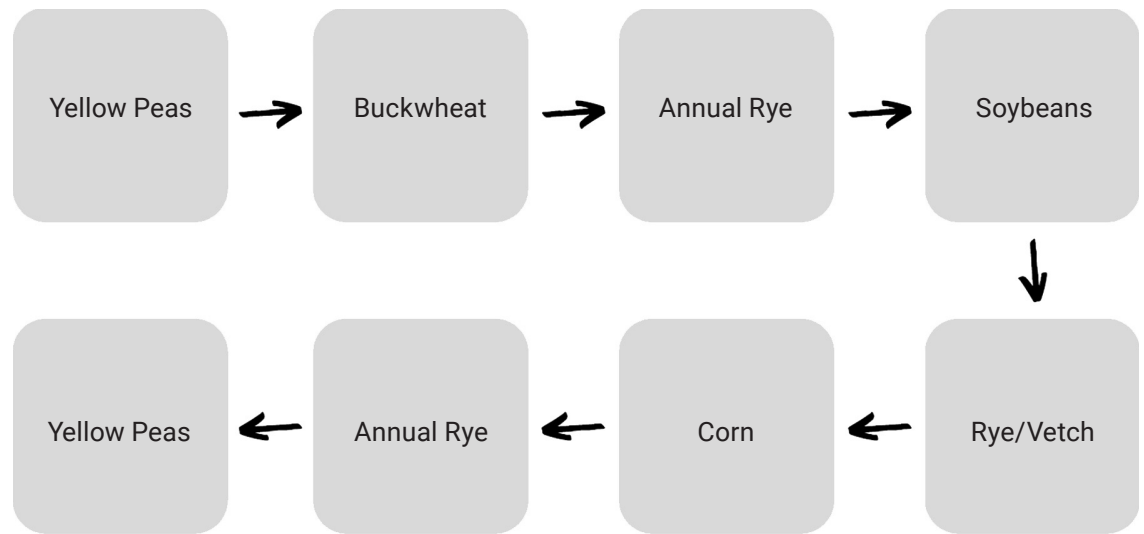 Yellow Peas
Buckwheat
Annual Rye
Soybeans
Rye/Vetch
Corn
Annual Rye
Yellow Peas